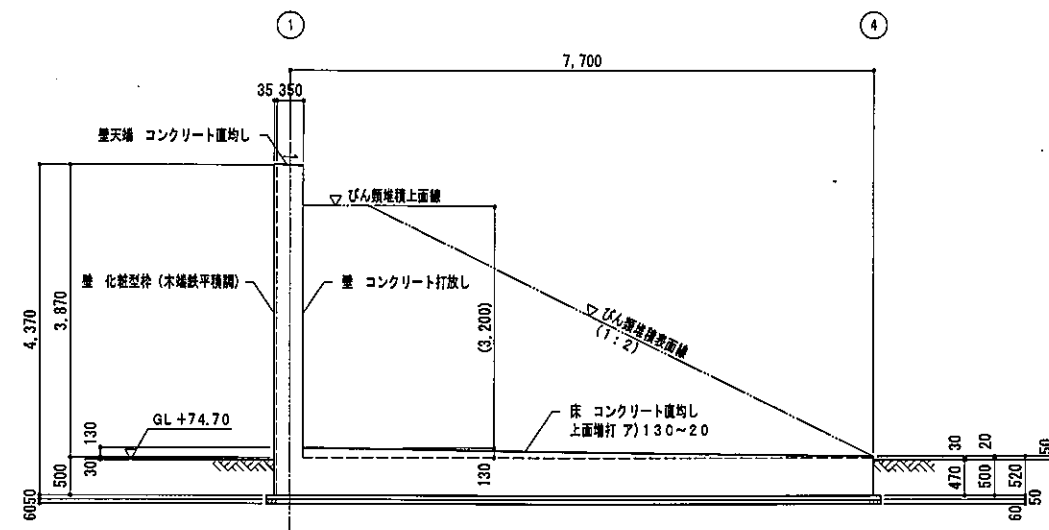 1
4
7,700
35 350
壁天端 コンクリート直均し
びん類堆積上面線
壁 化粧型枠 (木端鉄平積調)
壁 コンクリート打放し
びん類堆積表面線
(1:2)
4,370
3,870
(3,200)
GL +74.70
床 コンクリート直均し
上面増打 ア)130~20
130
30
500
6050
130
30
20
50
470
500
520
60
50